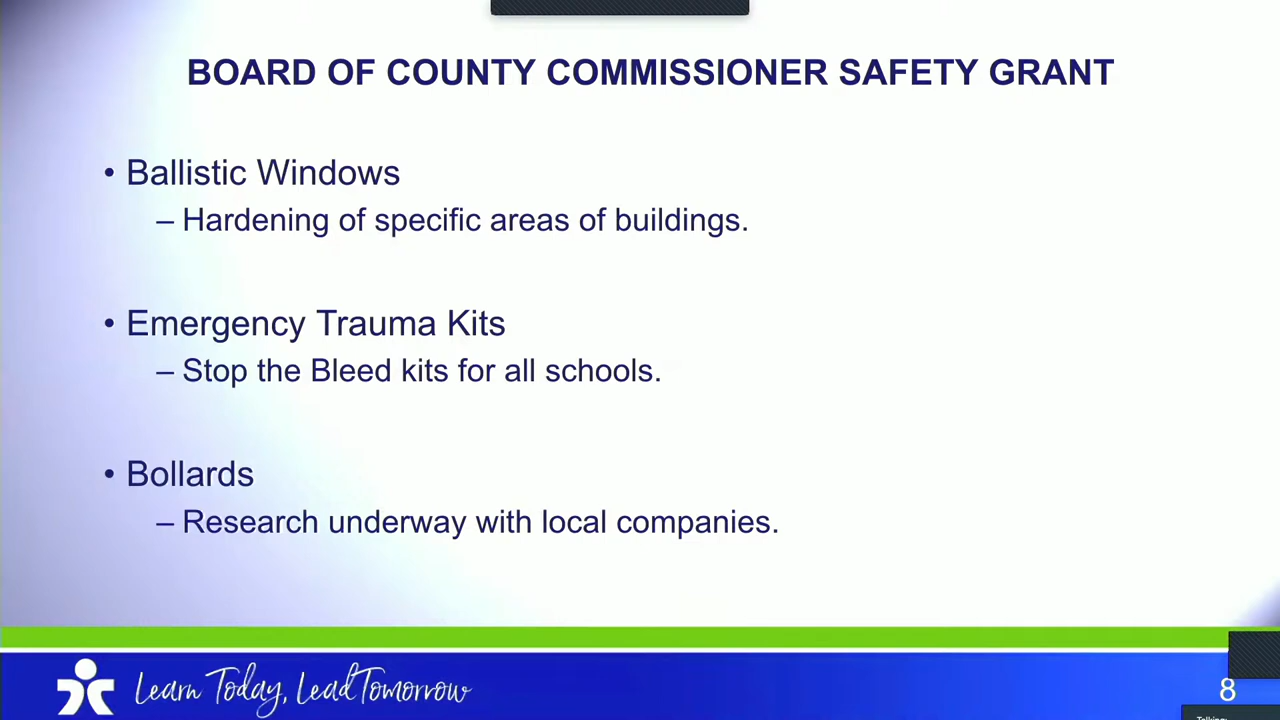 BOARD OF COUNTY COMMISSIONER SAFETY GRANT
• Ballistic Windows
– Hardening of specific areas of buildings.
• Emergency Trauma Kits
– Stop the Bleed kits for all schools.
• Bollards
– Research underway with local companies.
Learn Today, Lead Tomorrow
8
Talking: